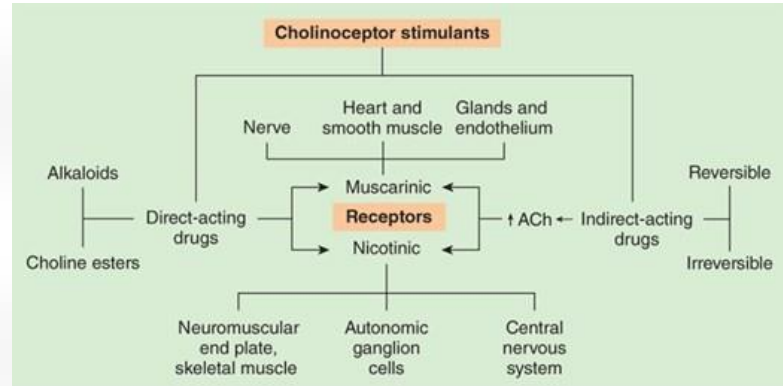 Cholinoceptor stimulants
Heart and
smooth muscle
Glands and
endothelium
Nerve
Alkaloids
Reversible
Muscarinic
Direct-acting
drugs
Receptors
↑ ACh
Indirect-acting
drugs
Nicotinic
Choline esters
Irreversible
Neuromuscular
end plate,
skeletal muscle
Autonomic
ganglion
cells
Central
nervous
system